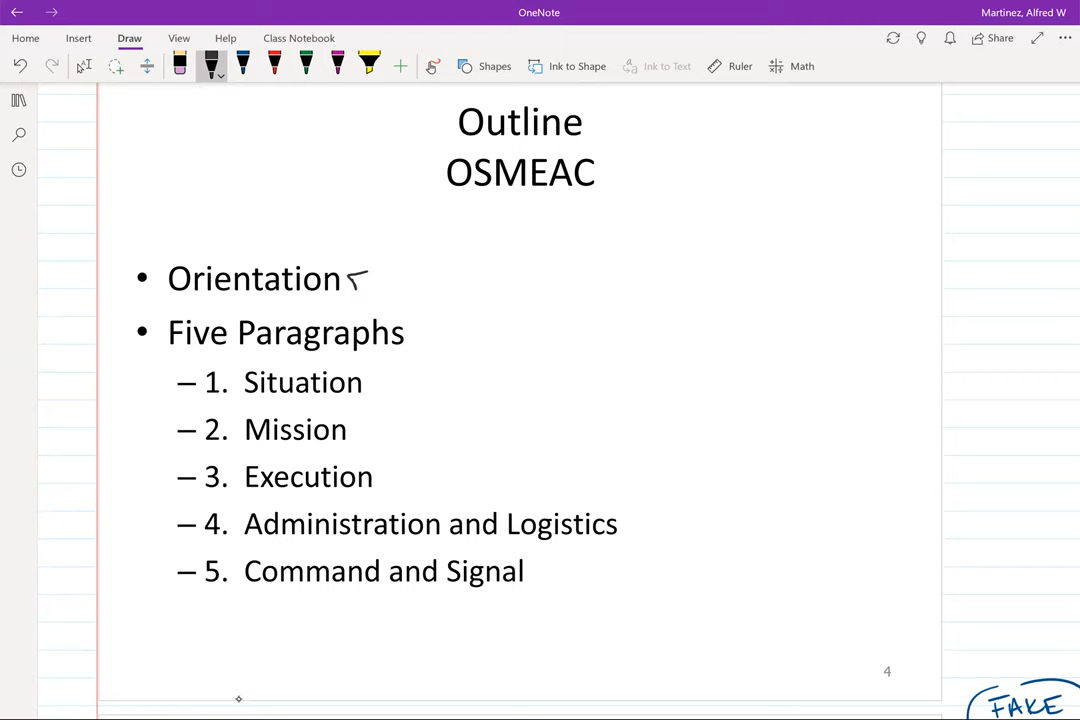 OneNote
Martinez, Alfred W
Home Insert Draw View Help Class Notebook
Share
Shapes Ink to Shape Ink to Text Ruler Math
Outline
OSMEAC
• Orientation
• Five Paragraphs
– 1. Situation
– 2. Mission
– 3. Execution
– 4. Administration and Logistics
– 5. Command and Signal
4
FAKE